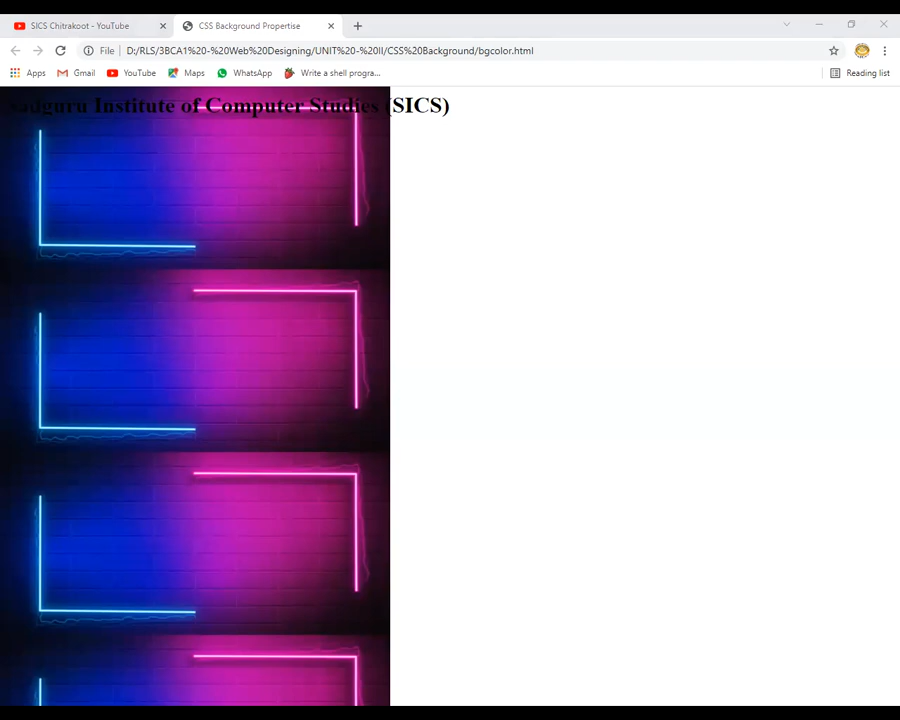 SICS Chitrakoot - YouTube
CSS Background Propertise
File D:/RLS/3BCA1%20-%20Web%20Designing/UNIT%20-%20II/CSS%20Background/bgcolor.html
Apps Gmail YouTube Maps WhatsApp Write a shell progra... Reading list
Sadguru Institute of Computer Studies (SICS)